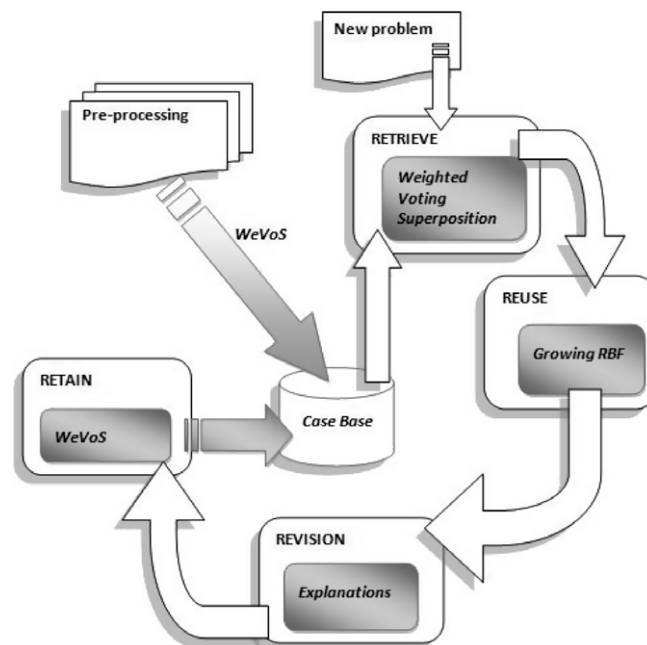 New problem
Pre-processing
RETRIEVE
Weighted
Voting
Superposition
WeVoS
REUSE
Growing RBF
RETAIN
WeVoS
Case Base
REVISION
Explanations